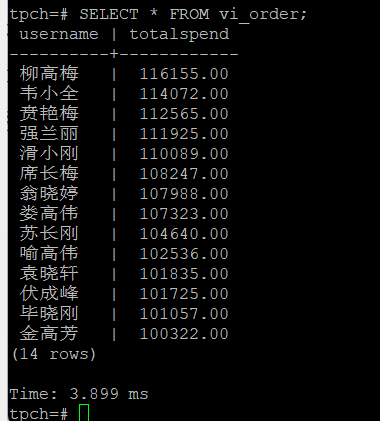 tpch=# SELECT * FROM vi_order;
username | totalspend
----------+------------
柳高梅 | 116155.00
韦小全 | 114072.00
贲艳梅 | 112565.00
强兰丽 | 111925.00
滑小刚 | 110089.00
席长梅 | 108247.00
翁晓婷 | 107988.00
娄高伟 | 107323.00
苏长刚 | 104640.00
喻高伟 | 102536.00
袁晓轩 | 101835.00
伏成峰 | 101725.00
毕晓刚 | 101057.00
金高芳 | 100322.00
(14 rows)
Time: 3.899 ms
tpch=#